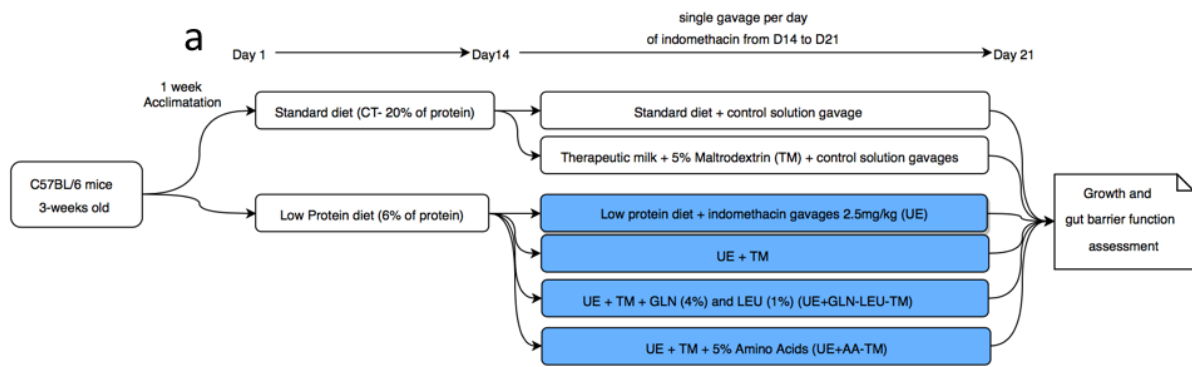 a
single gavage per day
of indomethacin from D14 to D21
Day 1
Day14
Day 21
1 week
Acclimatation
Standard diet (CT- 20% of protein)
Standard diet + control solution gavage
Therapeutic milk + 5% Maltrodextrin (TM) + control solution gavages
C57BL/6 mice
3-weeks old
Low Protein diet (6% of protein)
Low protein diet + indomethacin gavages 2.5mg/kg (UE)
UE + TM
UE + TM + GLN (4%) and LEU (1%) (UE+GLN-LEU-TM)
UE + TM + 5% Amino Acids (UE+AA-TM)
Growth and
gut barrier function
assessment